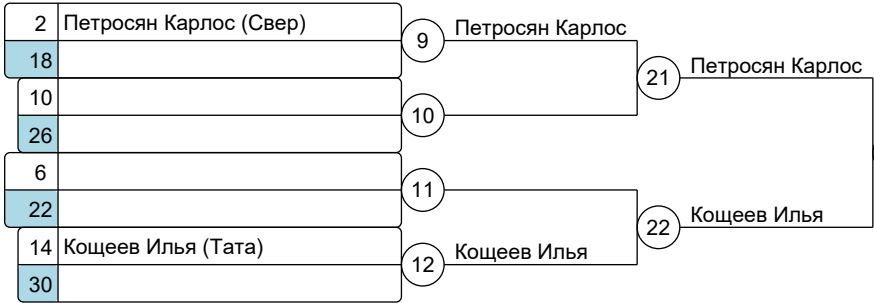 2 Петросян Карлос (Свер)
18
9 Петросян Карлос
10
26
10
21 Петросян Карлос
6
22
11
14 Кощеев Илья (Тата)
30
12 Кощеев Илья
22 Кощеев Илья